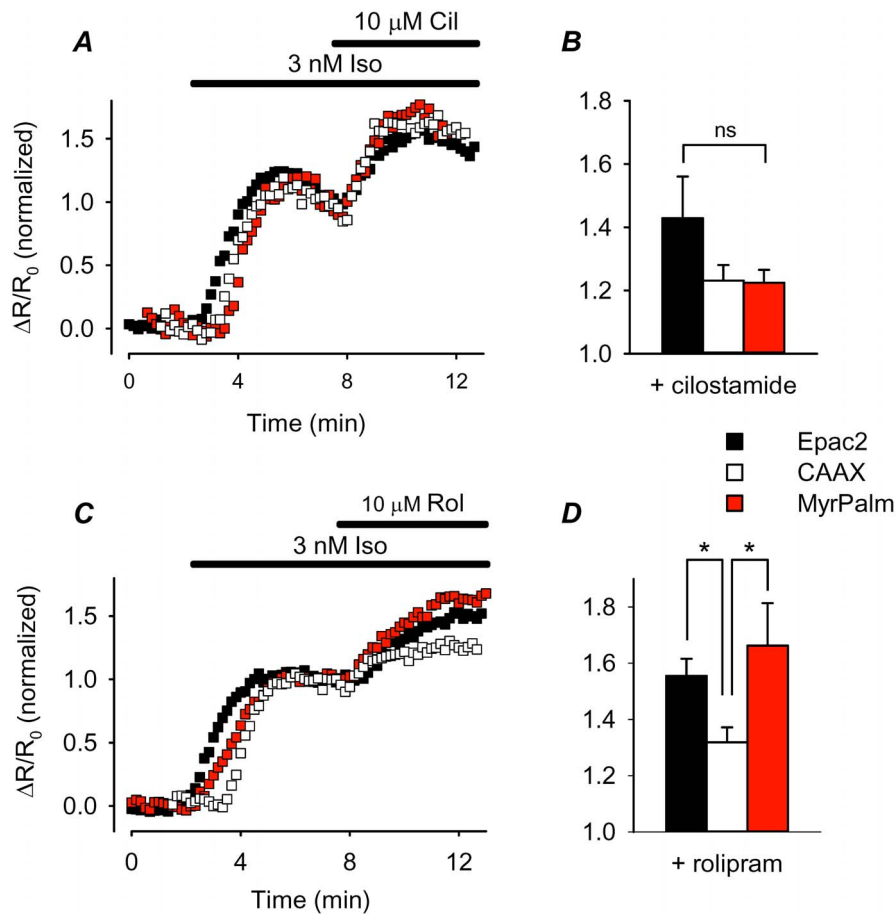 A
10 μM Cil
3 nM Iso
ΔR/R0 (normalized)
1.5
1.0
0.5
0.0
0 4 8 12
Time (min)
B
1.8
1.6
1.4
1.2
1.0
ns
+ cilostamide
Epac2
CAAX
MyrPalm
C
10 μM Rol
3 nM Iso
ΔR/R0 (normalized)
1.5
1.0
0.5
0.0
0 4 8 12
Time (min)
D
1.8
1.6
1.4
1.2
1.0
* *
+ rolipram